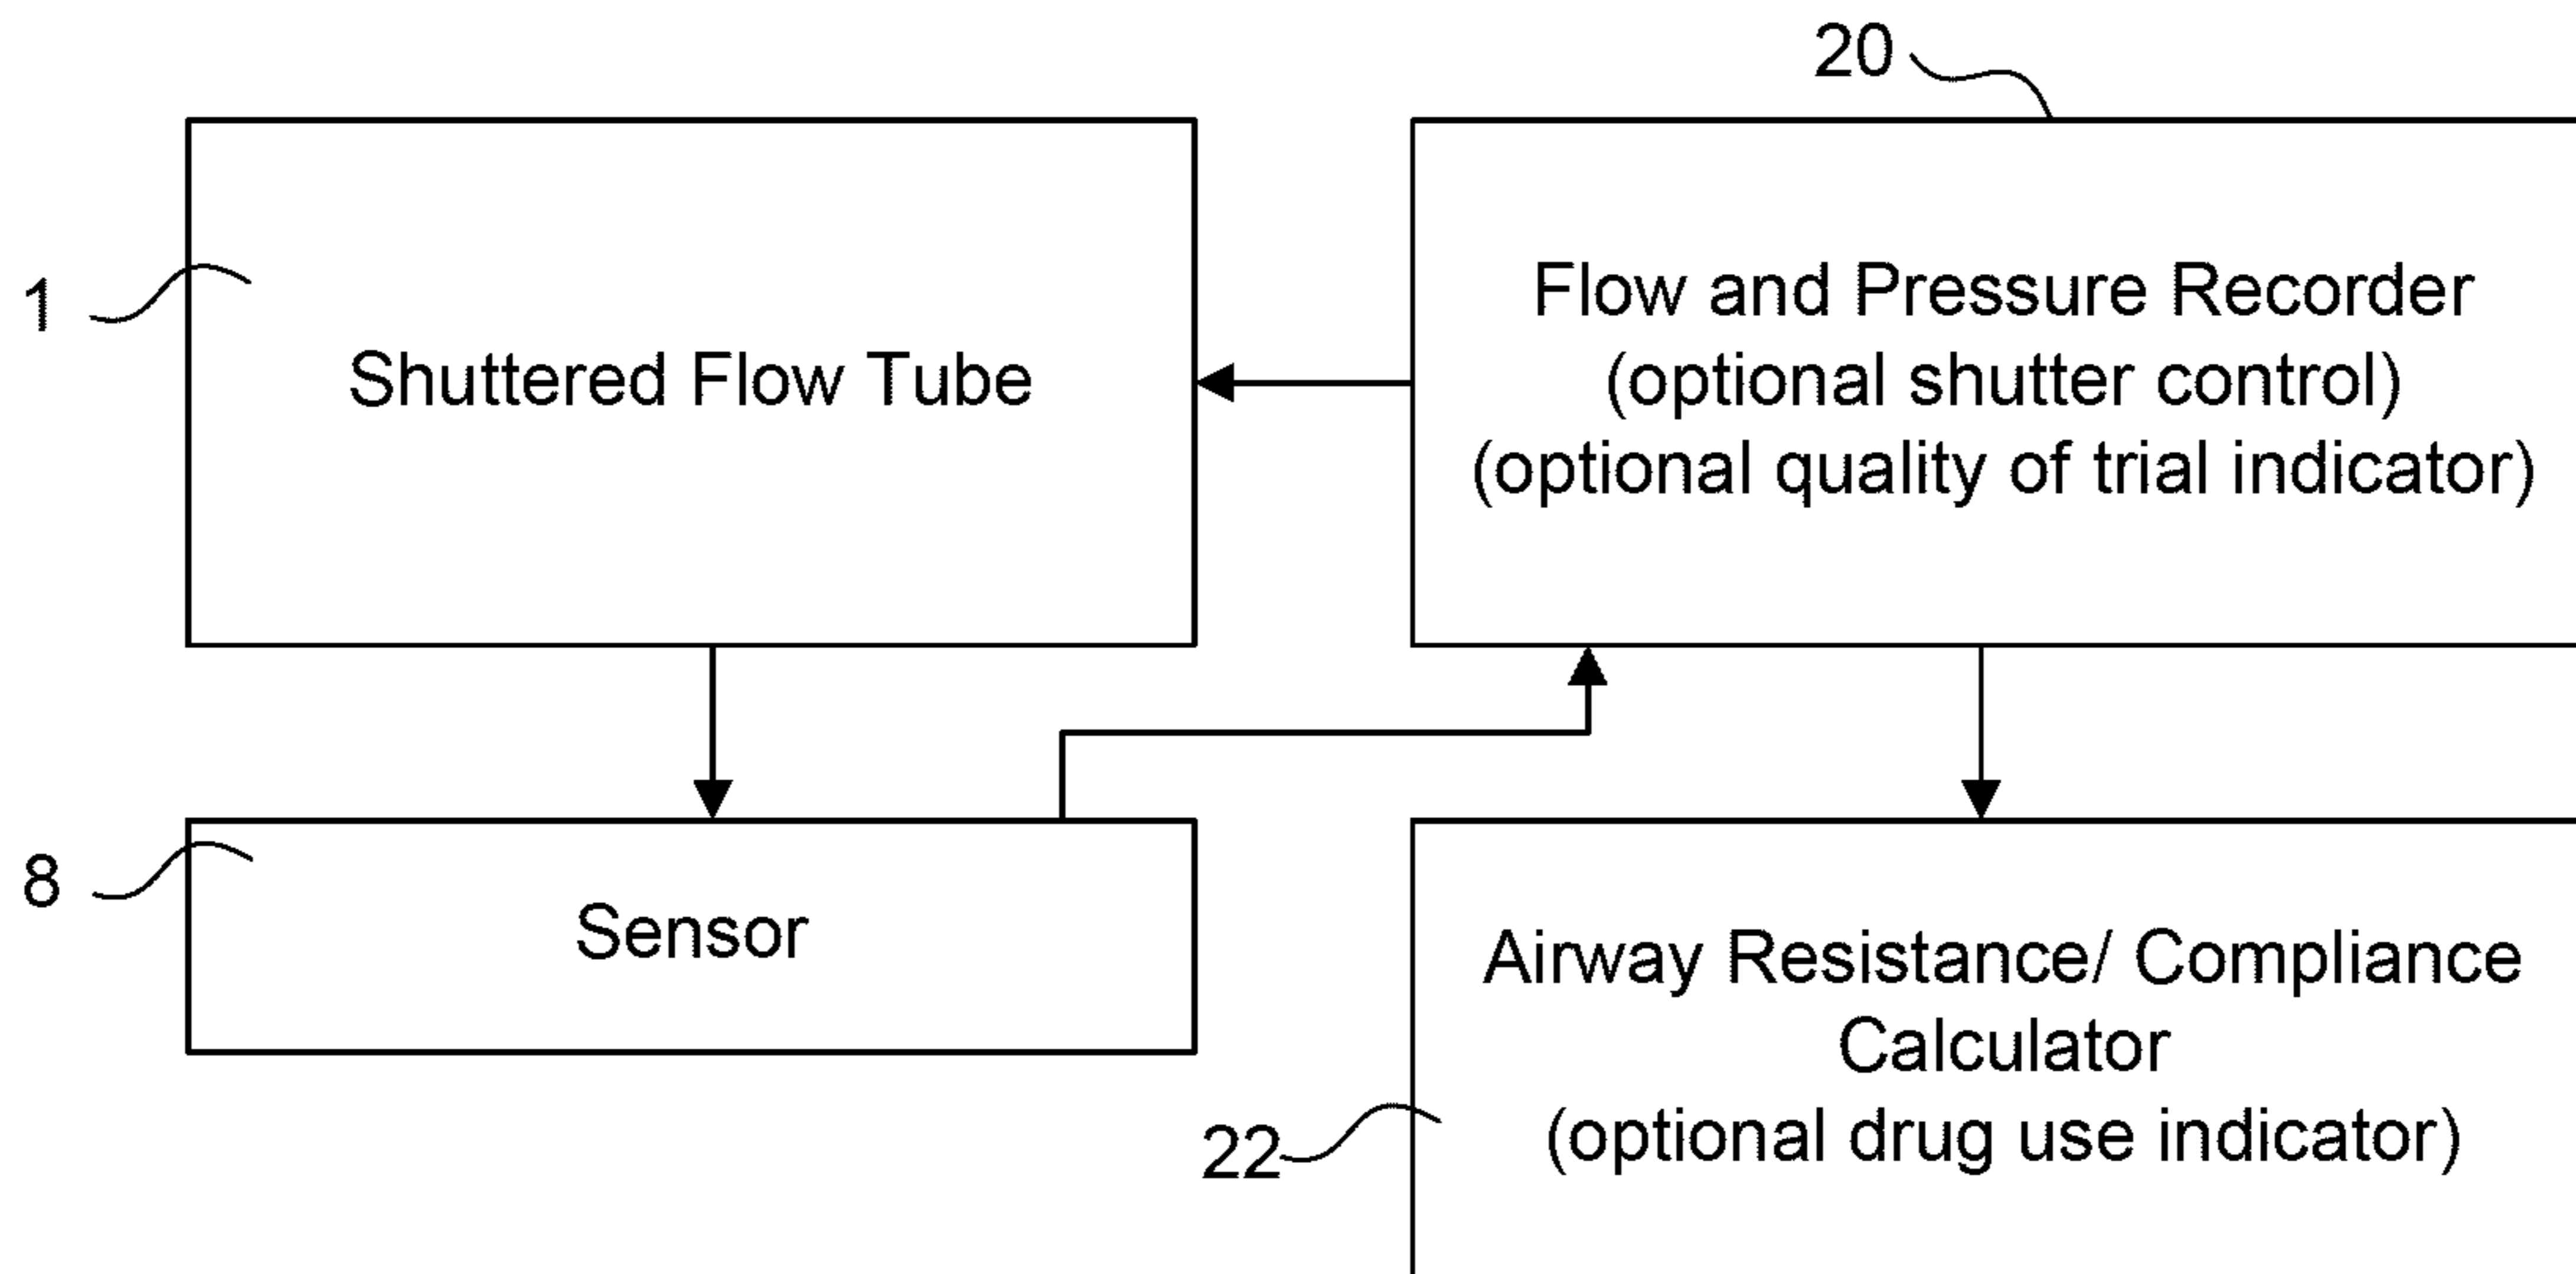 20
1
Shuttered Flow Tube
Flow and Pressure Recorder
(optional shutter control)
(optional quality of trial indicator)
8
Sensor
Airway Resistance/ Compliance
Calculator
(optional drug use indicator)
22